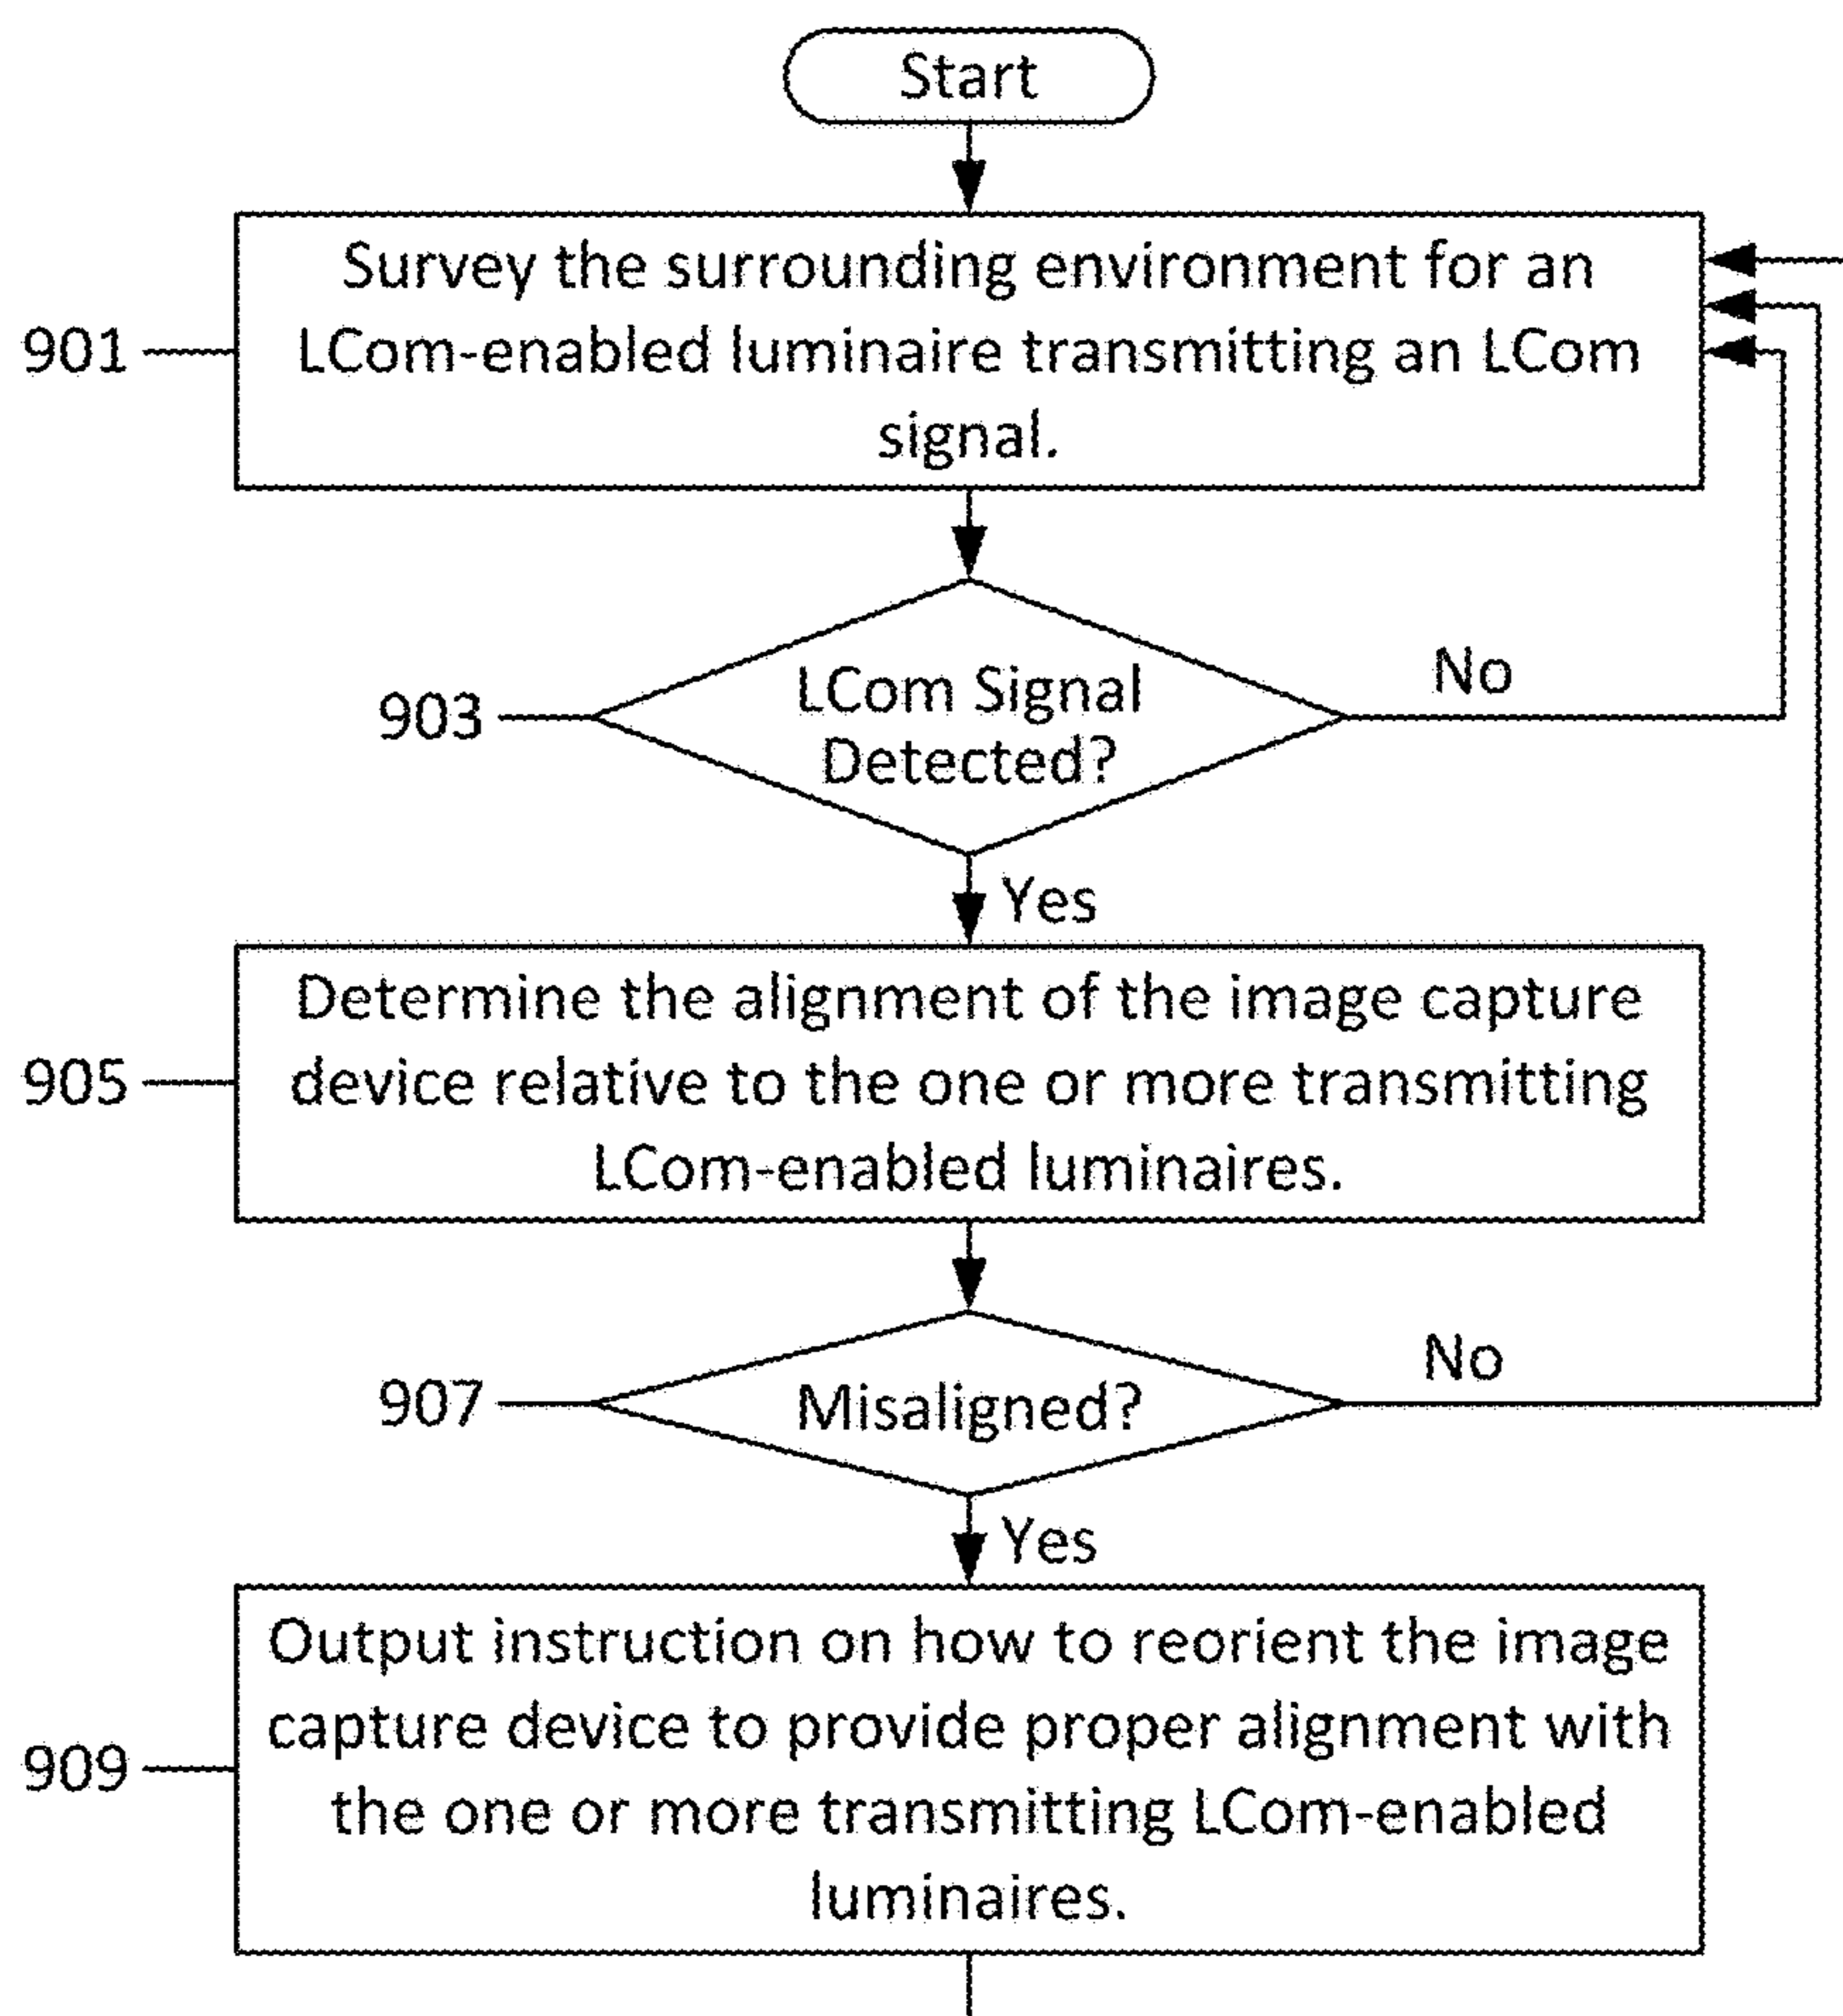 Start
Survey the surrounding environment for an
LCom-enabled luminaire transmitting an LCom
signal.
901
LCom Signal
Detected?
903
No
Yes
Determine the alignment of the image capture
device relative to the one or more transmitting
LCom-enabled luminaires.
905
Misaligned?
907
No
Yes
Output instruction on how to reorient the image
capture device to provide proper alignment with
the one or more transmitting LCom-enabled
luminaires.
909